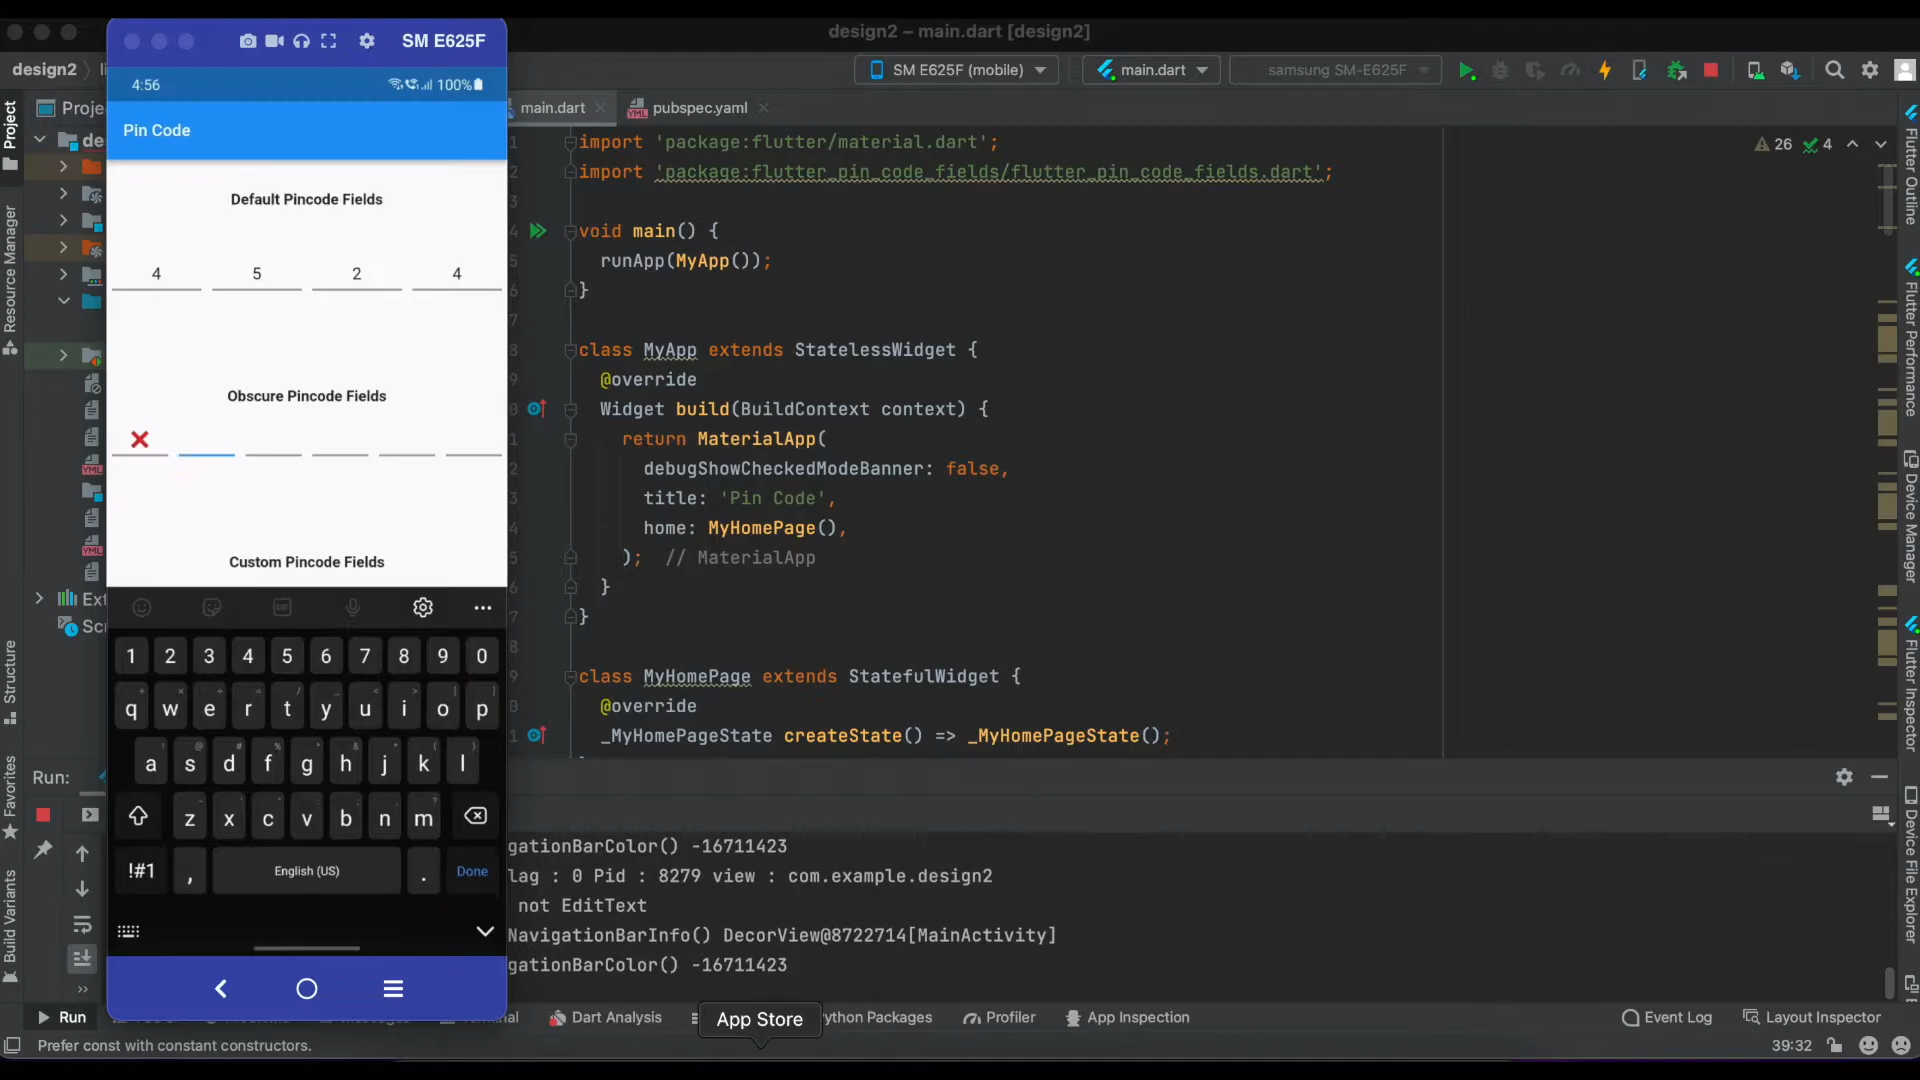 design2 – main.dart [design2]
design2
SM E625F (mobile)
main.dart
samsung SM-E625F
SM E625F
4:56
100%
Pin Code
Default Pincode Fields
4 5 2 4
Obscure Pincode Fields
Custom Pincode Fields
1 2 3 4 5 6 7 8 9 0
q w e r t y u i o p
a s d f g h j k l
z x c v b n m
!#1 , English (US) . Done
Project
Resource Manager
Structure
Favorites
Build Variants
main.dart
pubspec.yaml
26 4
import 'package:flutter/material.dart';
import 'package:flutter_pin_code_fields/flutter_pin_code_fields.dart';
void main() {
runApp(MyApp());
}
class MyApp extends StatelessWidget {
@override
Widget build(BuildContext context) {
return MaterialApp(
debugShowCheckedModeBanner: false,
title: 'Pin Code',
home: MyHomePage(),
); // MaterialApp
}
}
class MyHomePage extends StatefulWidget {
@override
_MyHomePageState createState() => _MyHomePageState();
Run:
gationBarColor() -16711423
lag : 0 Pid : 8279 view : com.example.design2
not EditText
NavigationBarInfo() DecorView@8722714[MainActivity]
gationBarColor() -16711423
Run
Dart Analysis
App Store
ython Packages
Profiler
App Inspection
Event Log
Layout Inspector
Prefer const with constant constructors.
39:32
Flutter Outline
Flutter Performance
Device Manager
Flutter Inspector
Device File Explorer